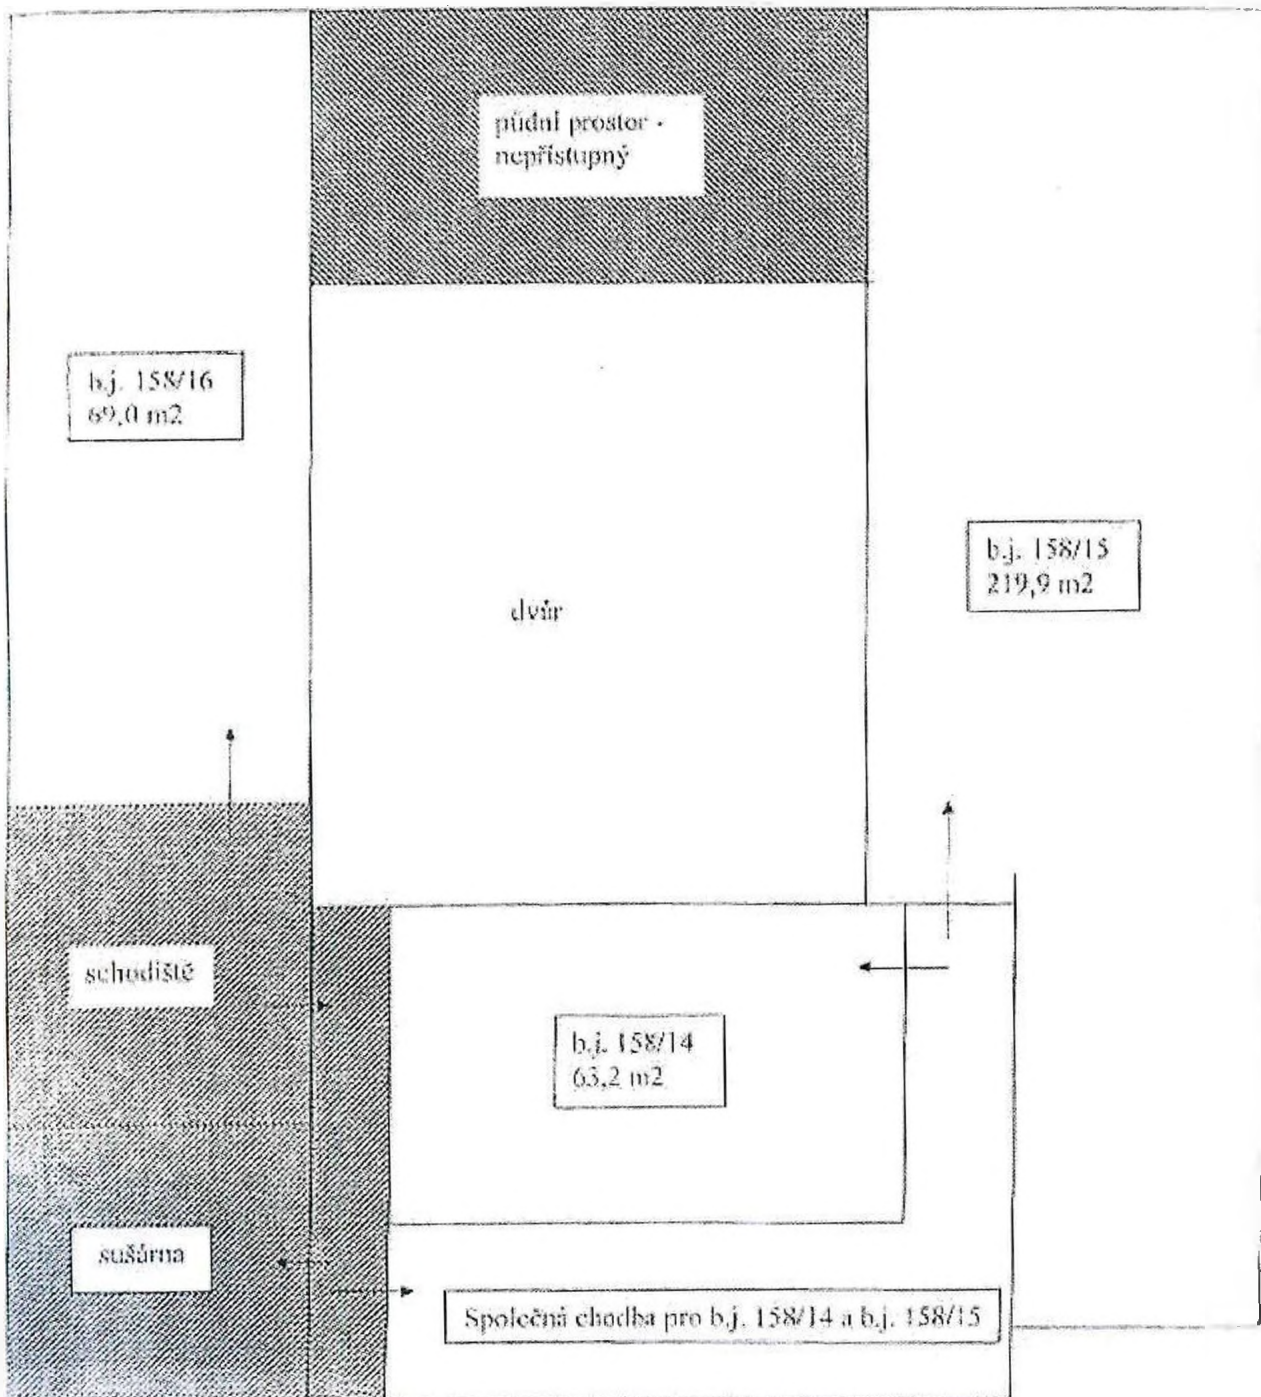 půdní prostor -
nepřístupný
b.j. 158/16
69,0 m2
b.j. 158/15
219,9 m2
dvůr
schodiště
b.j. 158/14
63,2 m2
sušárna
Společná chodba pro b.j. 158/14 a b.j. 158/15